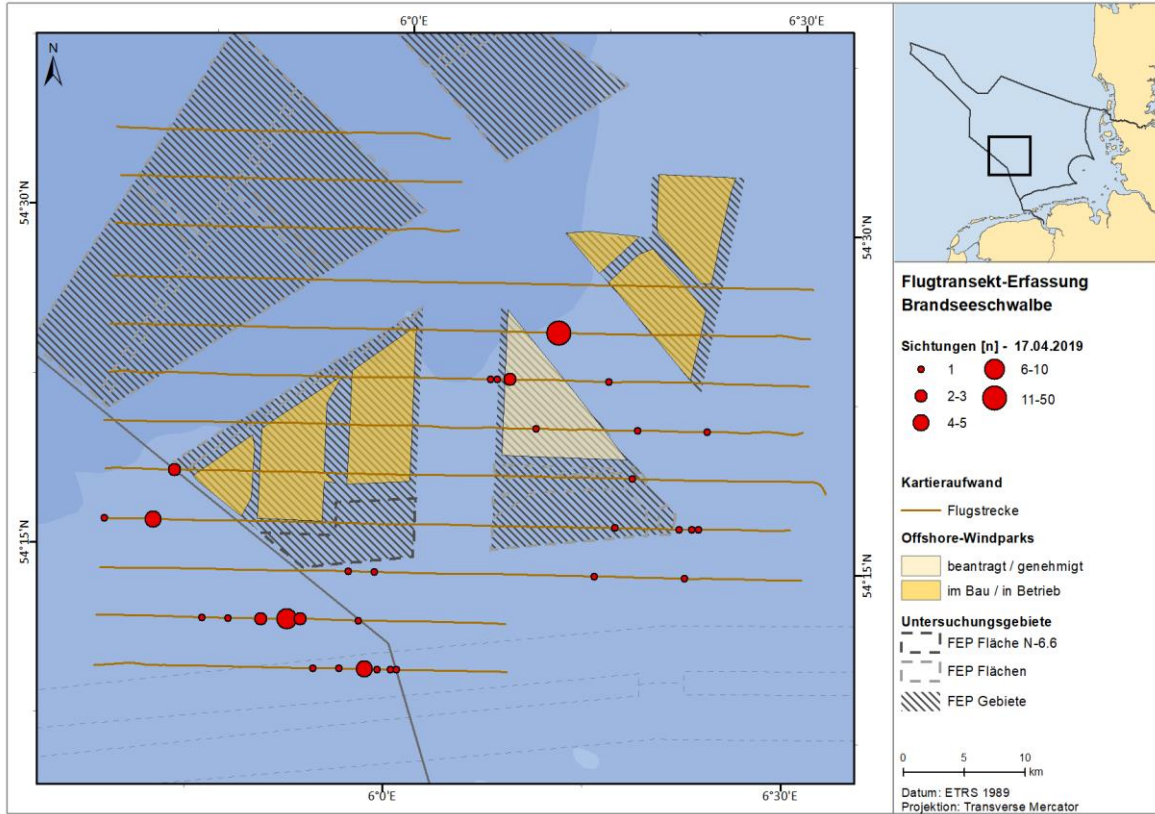 6°0'E
6°30'E
N
54°30'N
54°30'N
54°15'N
54°15'N
6°0'E
6°30'E
Flugtransekt-Erfassung
Brandseeschwalbe
Sichtungen [n] - 17.04.2019
1
6-10
2-3
11-50
4-5
Kartieraufwand
Flugstrecke
Offshore-Windparks
beantragt / genehmigt
im Bau / in Betrieb
Untersuchungsgebiete
FEP Fläche N-6.6
FEP Flächen
FEP Gebiete
0 5 10
km
Datum: ETRS 1989
Projektion: Transverse Mercator